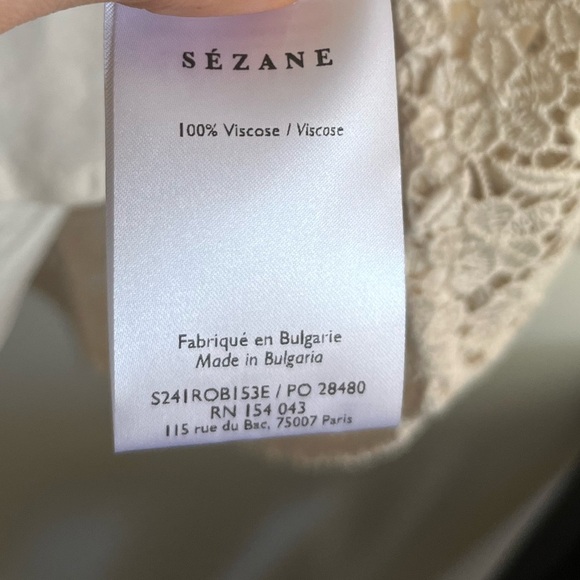 SÉZANE
100% Viscose / Viscose
Fabriqué en Bulgarie
Made in Bulgaria
S241ROB153E / PO 28480
RN 154 043
115 rue du Bac, 75007 Paris